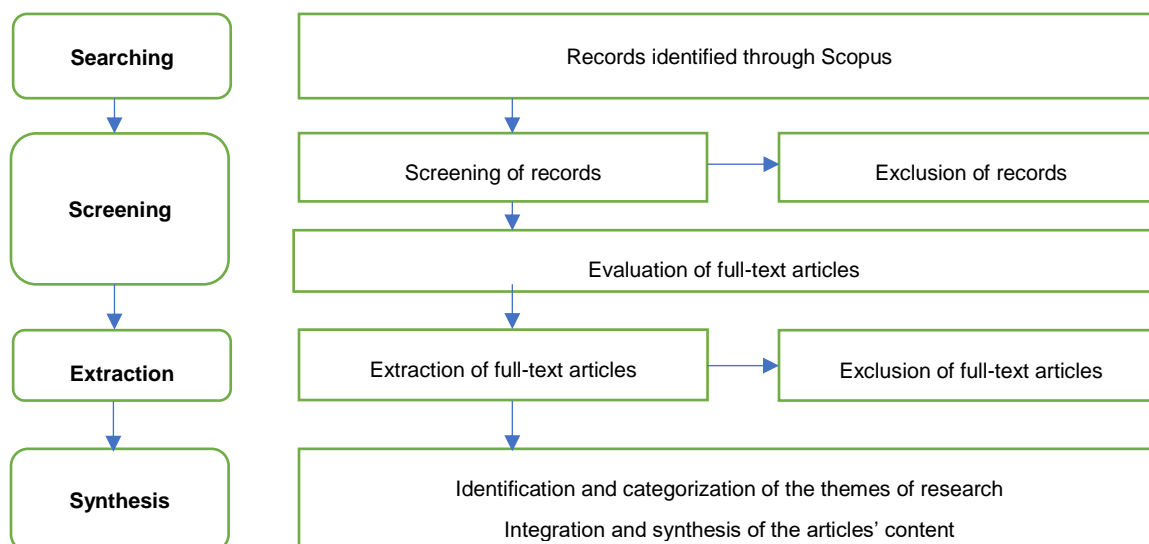 Searching
Records identified through Scopus
Screening
Screening of records
Exclusion of records
Evaluation of full-text articles
Extraction
Extraction of full-text articles
Exclusion of full-text articles
Synthesis
Identification and categorization of the themes of research
Integration and synthesis of the articles’ content